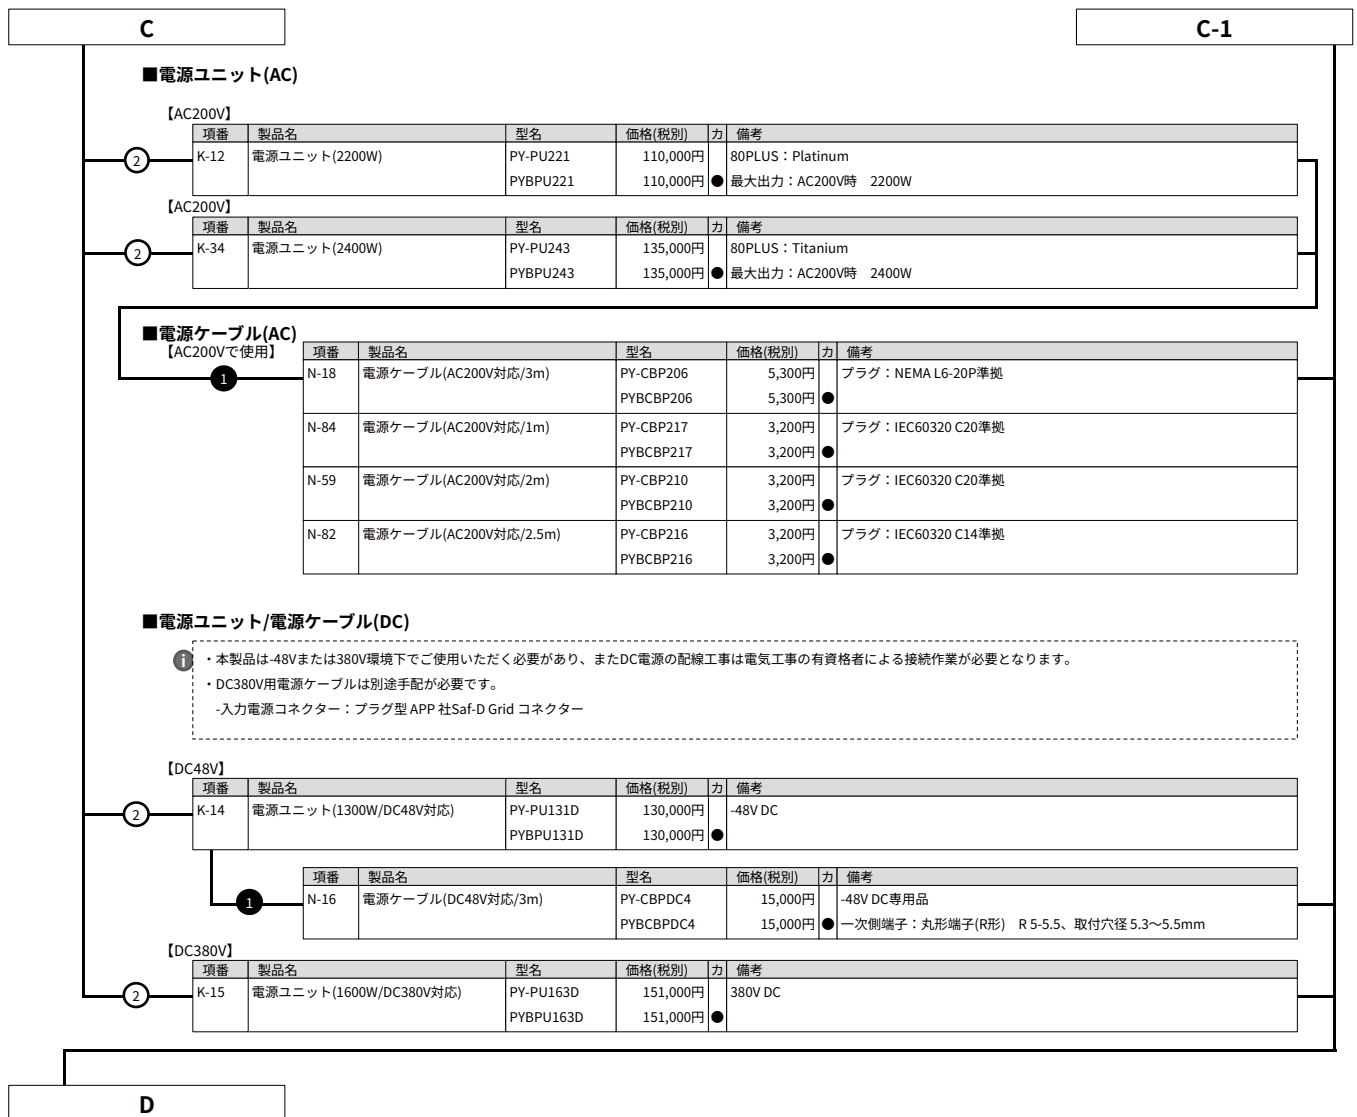 C
C-1
■電源ユニット(AC)
【AC200V】
項番 製品名 型名 価格(税別) カ 備考
② K-12 電源ユニット(2200W) PY-PU221 110,000円 80PLUS：Platinum
PYBPU221 110,000円 ● 最大出力：AC200V時　2200W
【AC200V】
項番 製品名 型名 価格(税別) カ 備考
② K-34 電源ユニット(2400W) PY-PU243 135,000円 80PLUS：Titanium
PYBPU243 135,000円 ● 最大出力：AC200V時　2400W
■電源ケーブル(AC)
【AC200Vで使用】 項番 製品名 型名 価格(税別) カ 備考
❶ N-18 電源ケーブル(AC200V対応/3m) PY-CBP206 5,300円 プラグ：NEMA L6-20P準拠
PYBCBP206 5,300円 ●
N-84 電源ケーブル(AC200V対応/1m) PY-CBP217 3,200円 プラグ：IEC60320 C20準拠
PYBCBP217 3,200円 ●
N-59 電源ケーブル(AC200V対応/2m) PY-CBP210 3,200円 プラグ：IEC60320 C20準拠
PYBCBP210 3,200円 ●
N-82 電源ケーブル(AC200V対応/2.5m) PY-CBP216 3,200円 プラグ：IEC60320 C14準拠
PYBCBP216 3,200円 ●
■電源ユニット/電源ケーブル(DC)
i ・本製品は-48Vまたは380V環境下でご使用いただく必要があり、またDC電源の配線工事は電気工事の有資格者による接続作業が必要となります。
・DC380V用電源ケーブルは別途手配が必要です。
-入力電源コネクター：プラグ型 APP 社Saf-D Grid コネクター
【DC48V】
項番 製品名 型名 価格(税別) カ 備考
② K-14 電源ユニット(1300W/DC48V対応) PY-PU131D 130,000円 -48V DC
PYBPU131D 130,000円 ●
項番 製品名 型名 価格(税別) カ 備考
❶ N-16 電源ケーブル(DC48V対応/3m) PY-CBPDC4 15,000円 -48V DC専用品
PYBCBPDC4 15,000円 ● 一次側端子：丸形端子(R形)　R 5-5.5、取付穴径 5.3～5.5mm
【DC380V】
項番 製品名 型名 価格(税別) カ 備考
② K-15 電源ユニット(1600W/DC380V対応) PY-PU163D 151,000円 380V DC
PYBPU163D 151,000円 ●
D